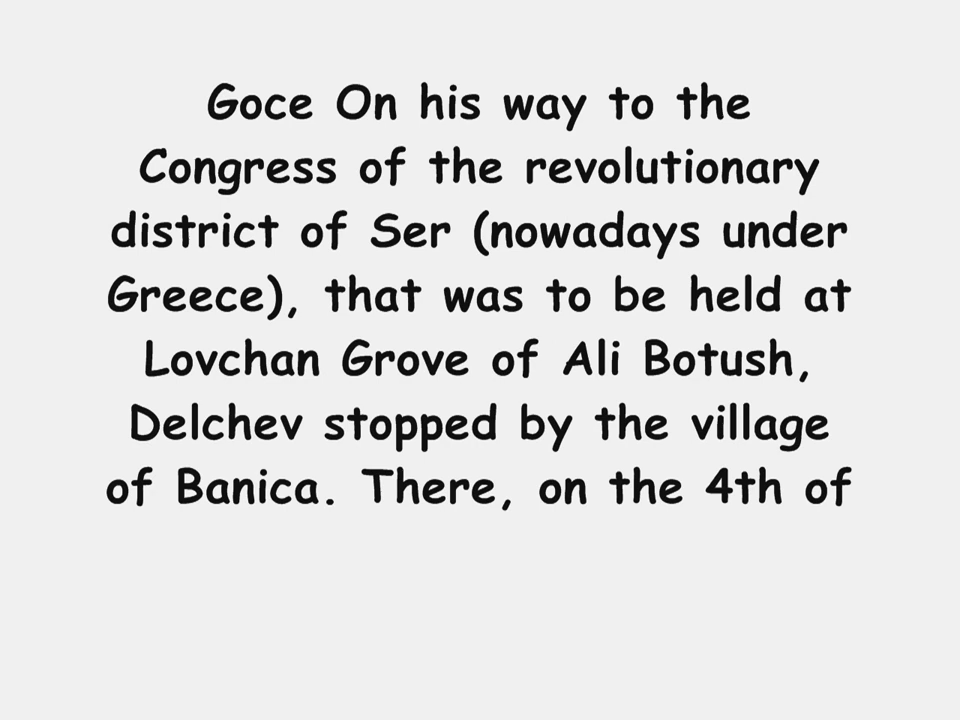 Goce On his way to the
Congress of the revolutionary
district of Ser (nowadays under
Greece), that was to be held at
Lovchan Grove of Ali Botush,
Delchev stopped by the village
of Banica. There, on the 4th of